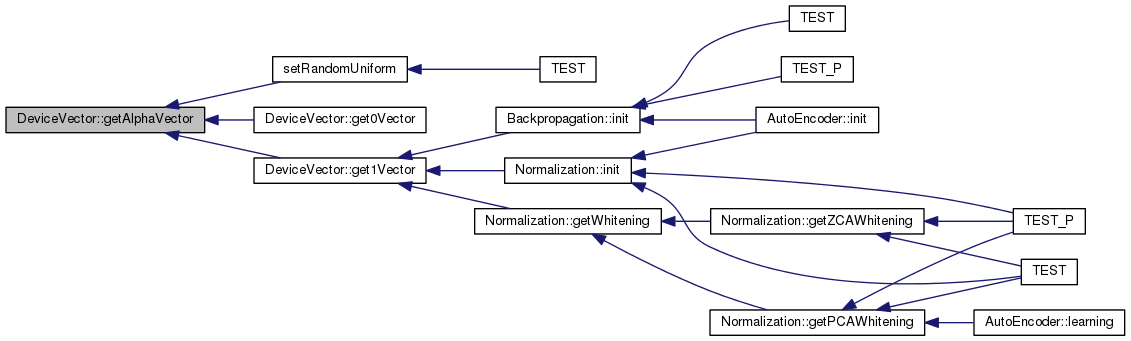 TEST
setRandomUniform
TEST
TEST_P
DeviceVector::getAlphaVector
DeviceVector::get0Vector
Backpropagation::init
AutoEncoder::init
DeviceVector::get1Vector
Normalization::init
Normalization::getWhitening
Normalization::getZCAWhitening
TEST_P
TEST
Normalization::getPCAWhitening
AutoEncoder::learning